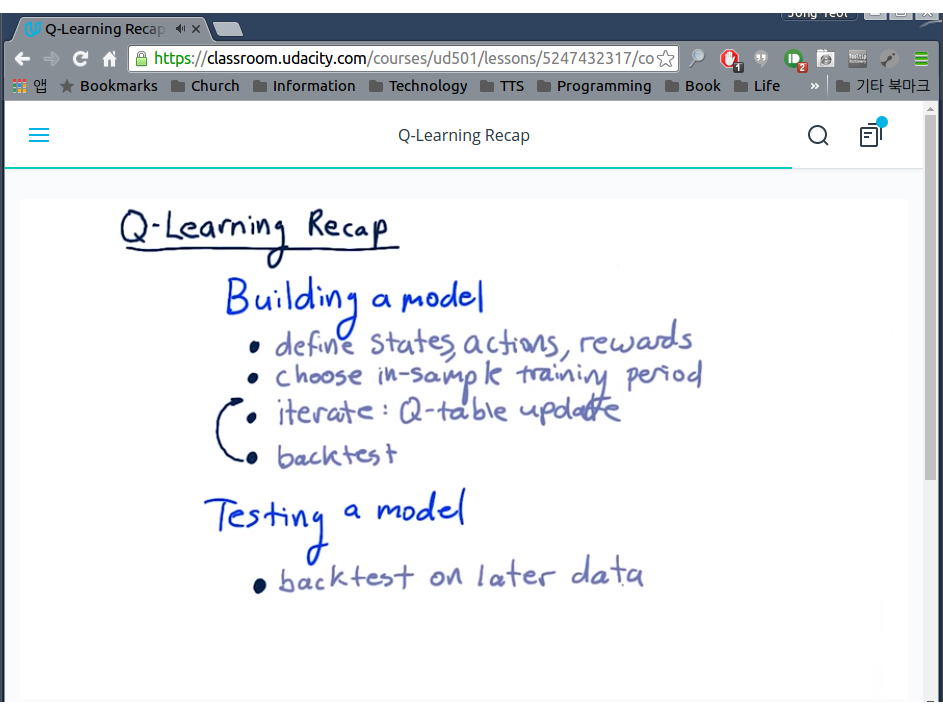 Jong Yeol
Q-Learning Recap
https://classroom.udacity.com/courses/ud501/lessons/5247432317/co
1
2
앱 Bookmarks Church Information Technology TTS Programming Book Life » 기타 북마크
Q-Learning Recap
Q-Learning Recap
Building a model
• define states, actions, rewards
• choose in-sample training period
• iterate: Q-table update
• backtest
Testing a model
• backtest on later data